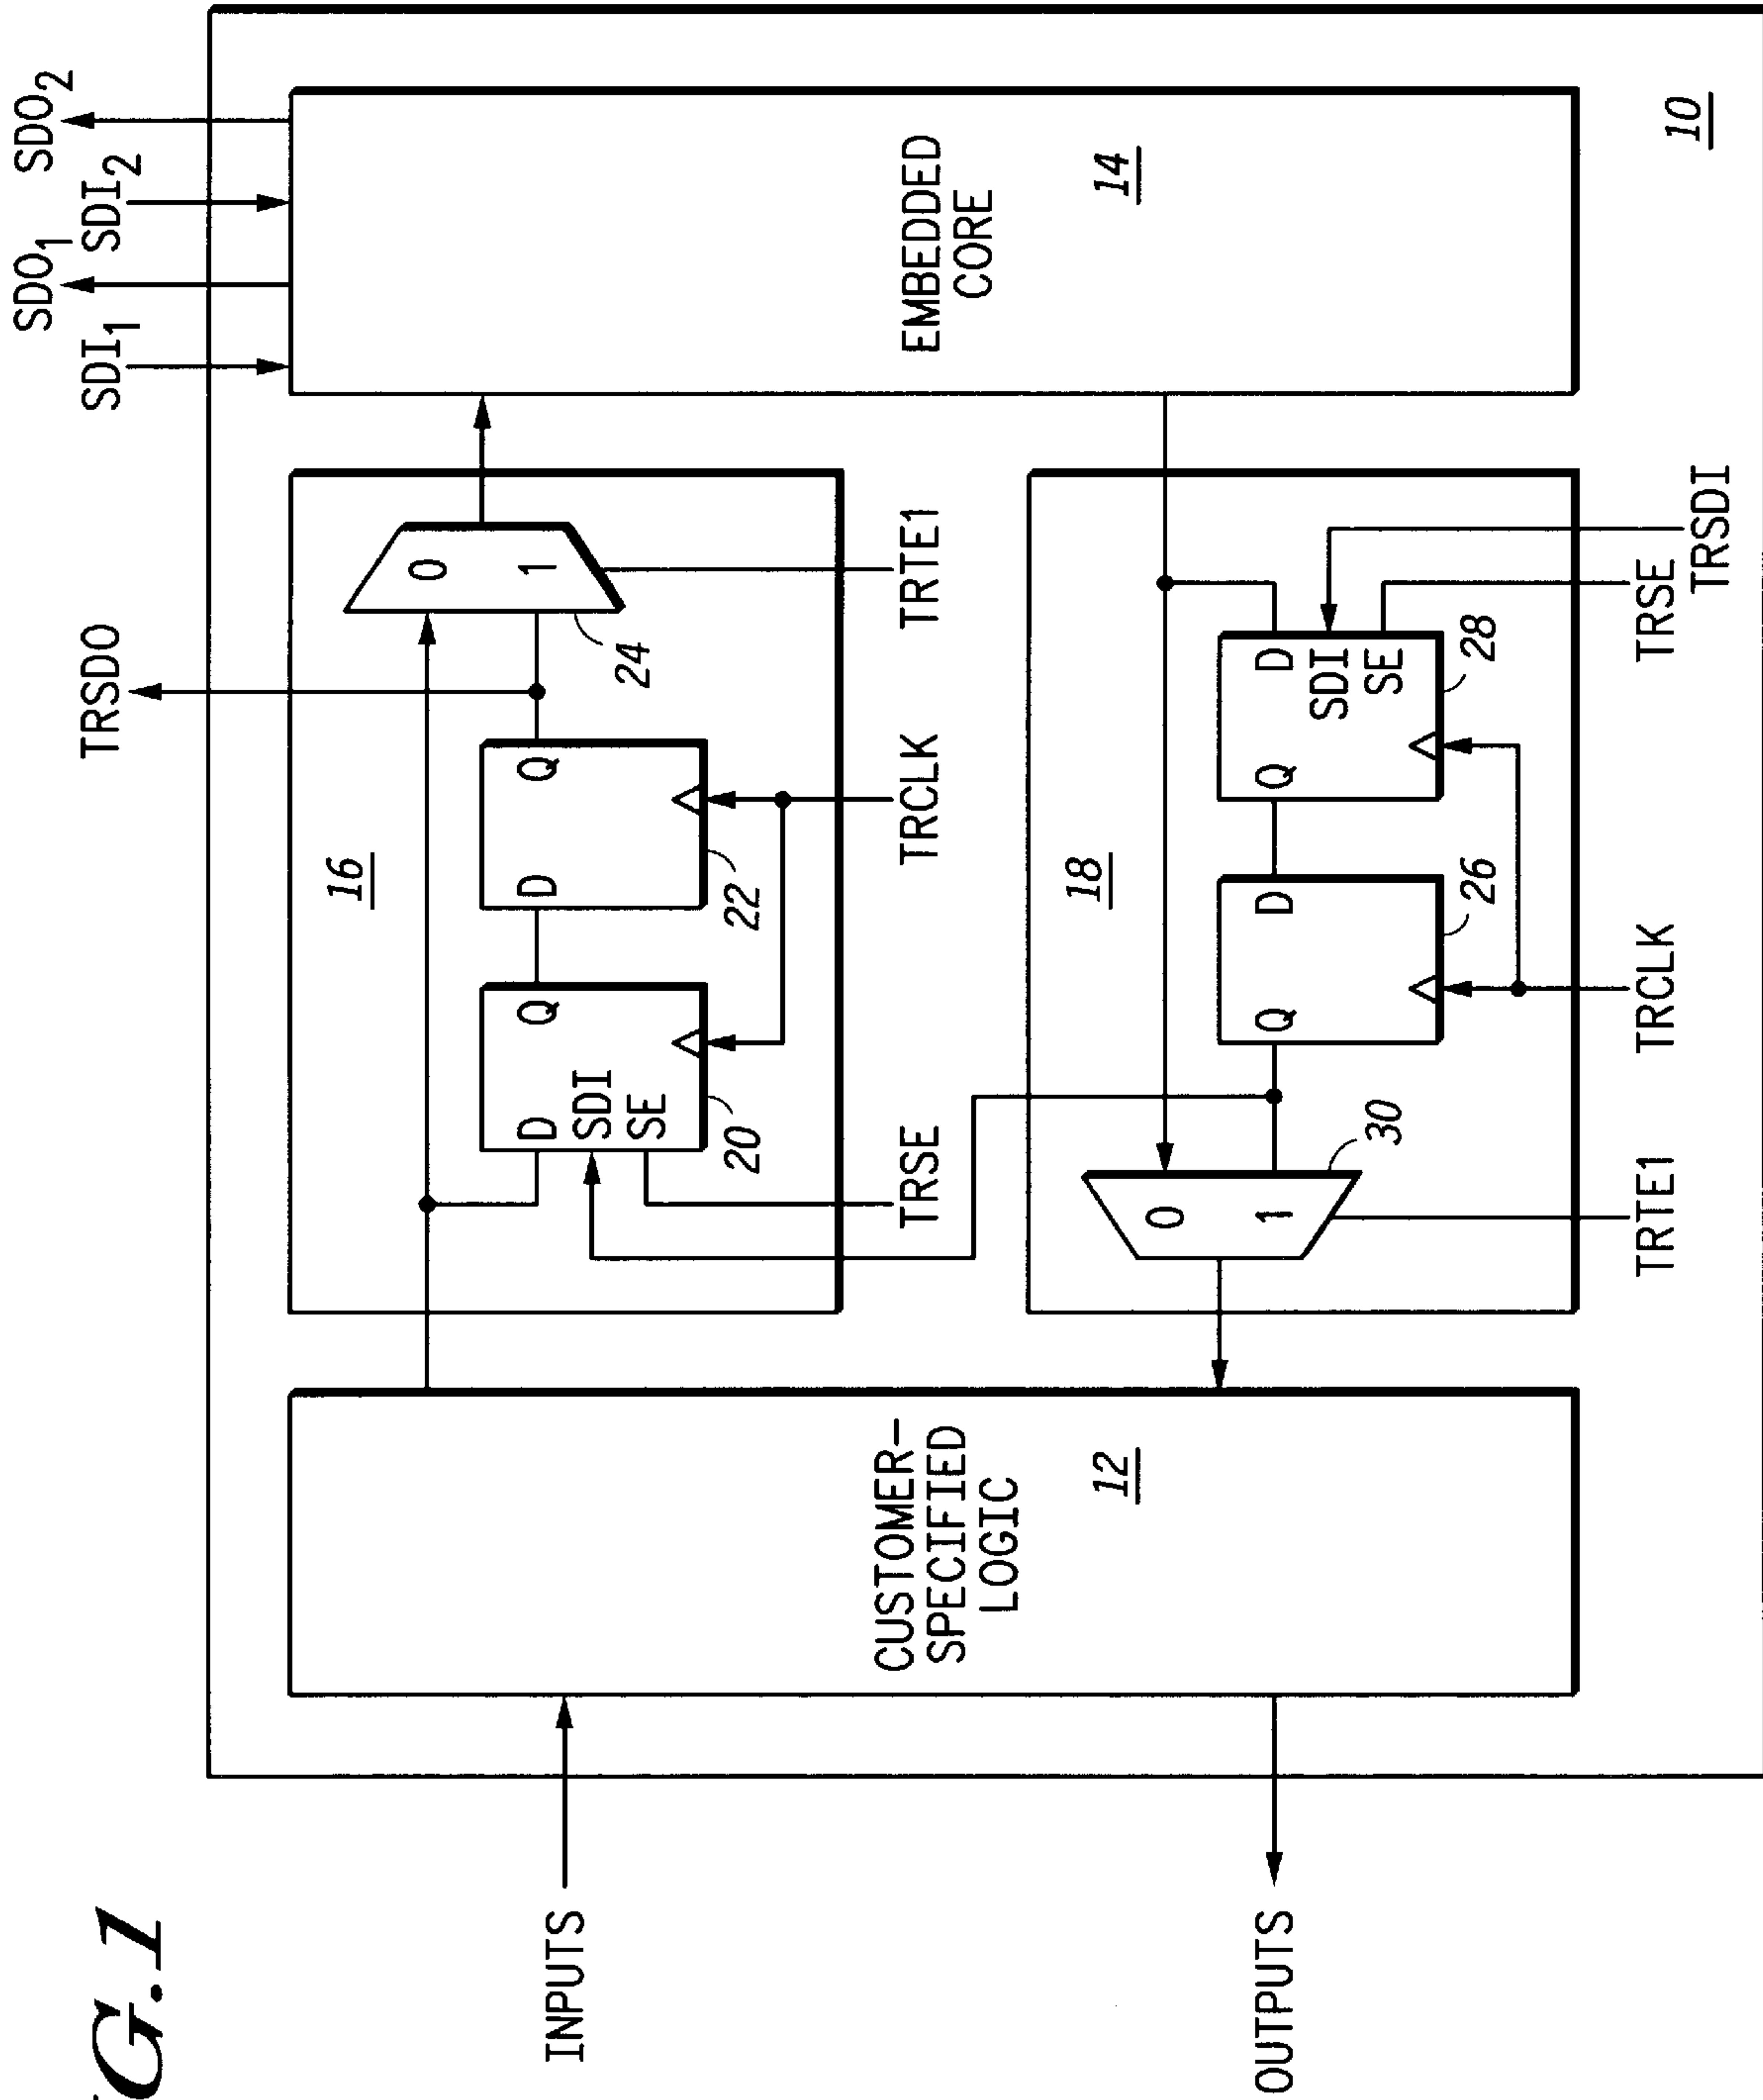 G.1
SDI1
SDO1
SDI2
SDO2
TRSDO
INPUTS
OUTPUTS
CUSTOMER-
SPECIFIED
LOGIC
12
16
D
SDI
SE
Q
20
D
Q
22
0
1
24
TRSE
TRCLK
TRTE1
EMBEDDED
CORE
14
18
0
1
30
Q
D
26
Q
D
SDI
SE
28
TRTE1
TRCLK
TRSE
TRSDI
10